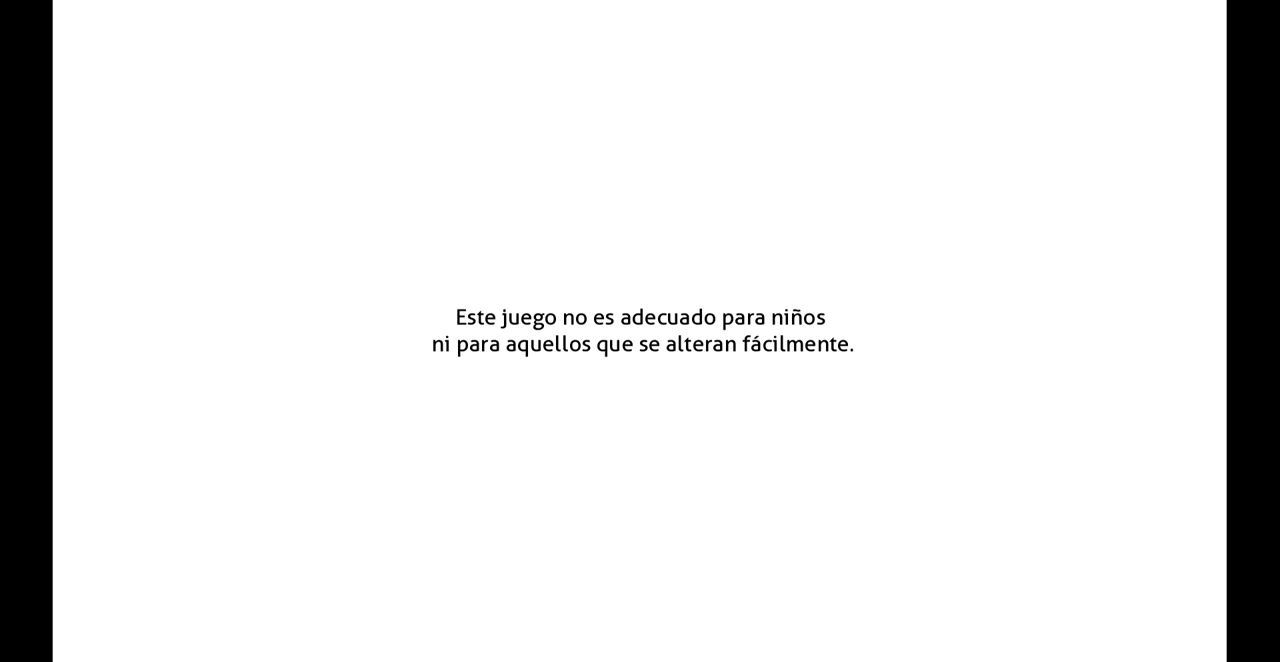 Este juego no es adecuado para niños
ni para aquellos que se alteran fácilmente.